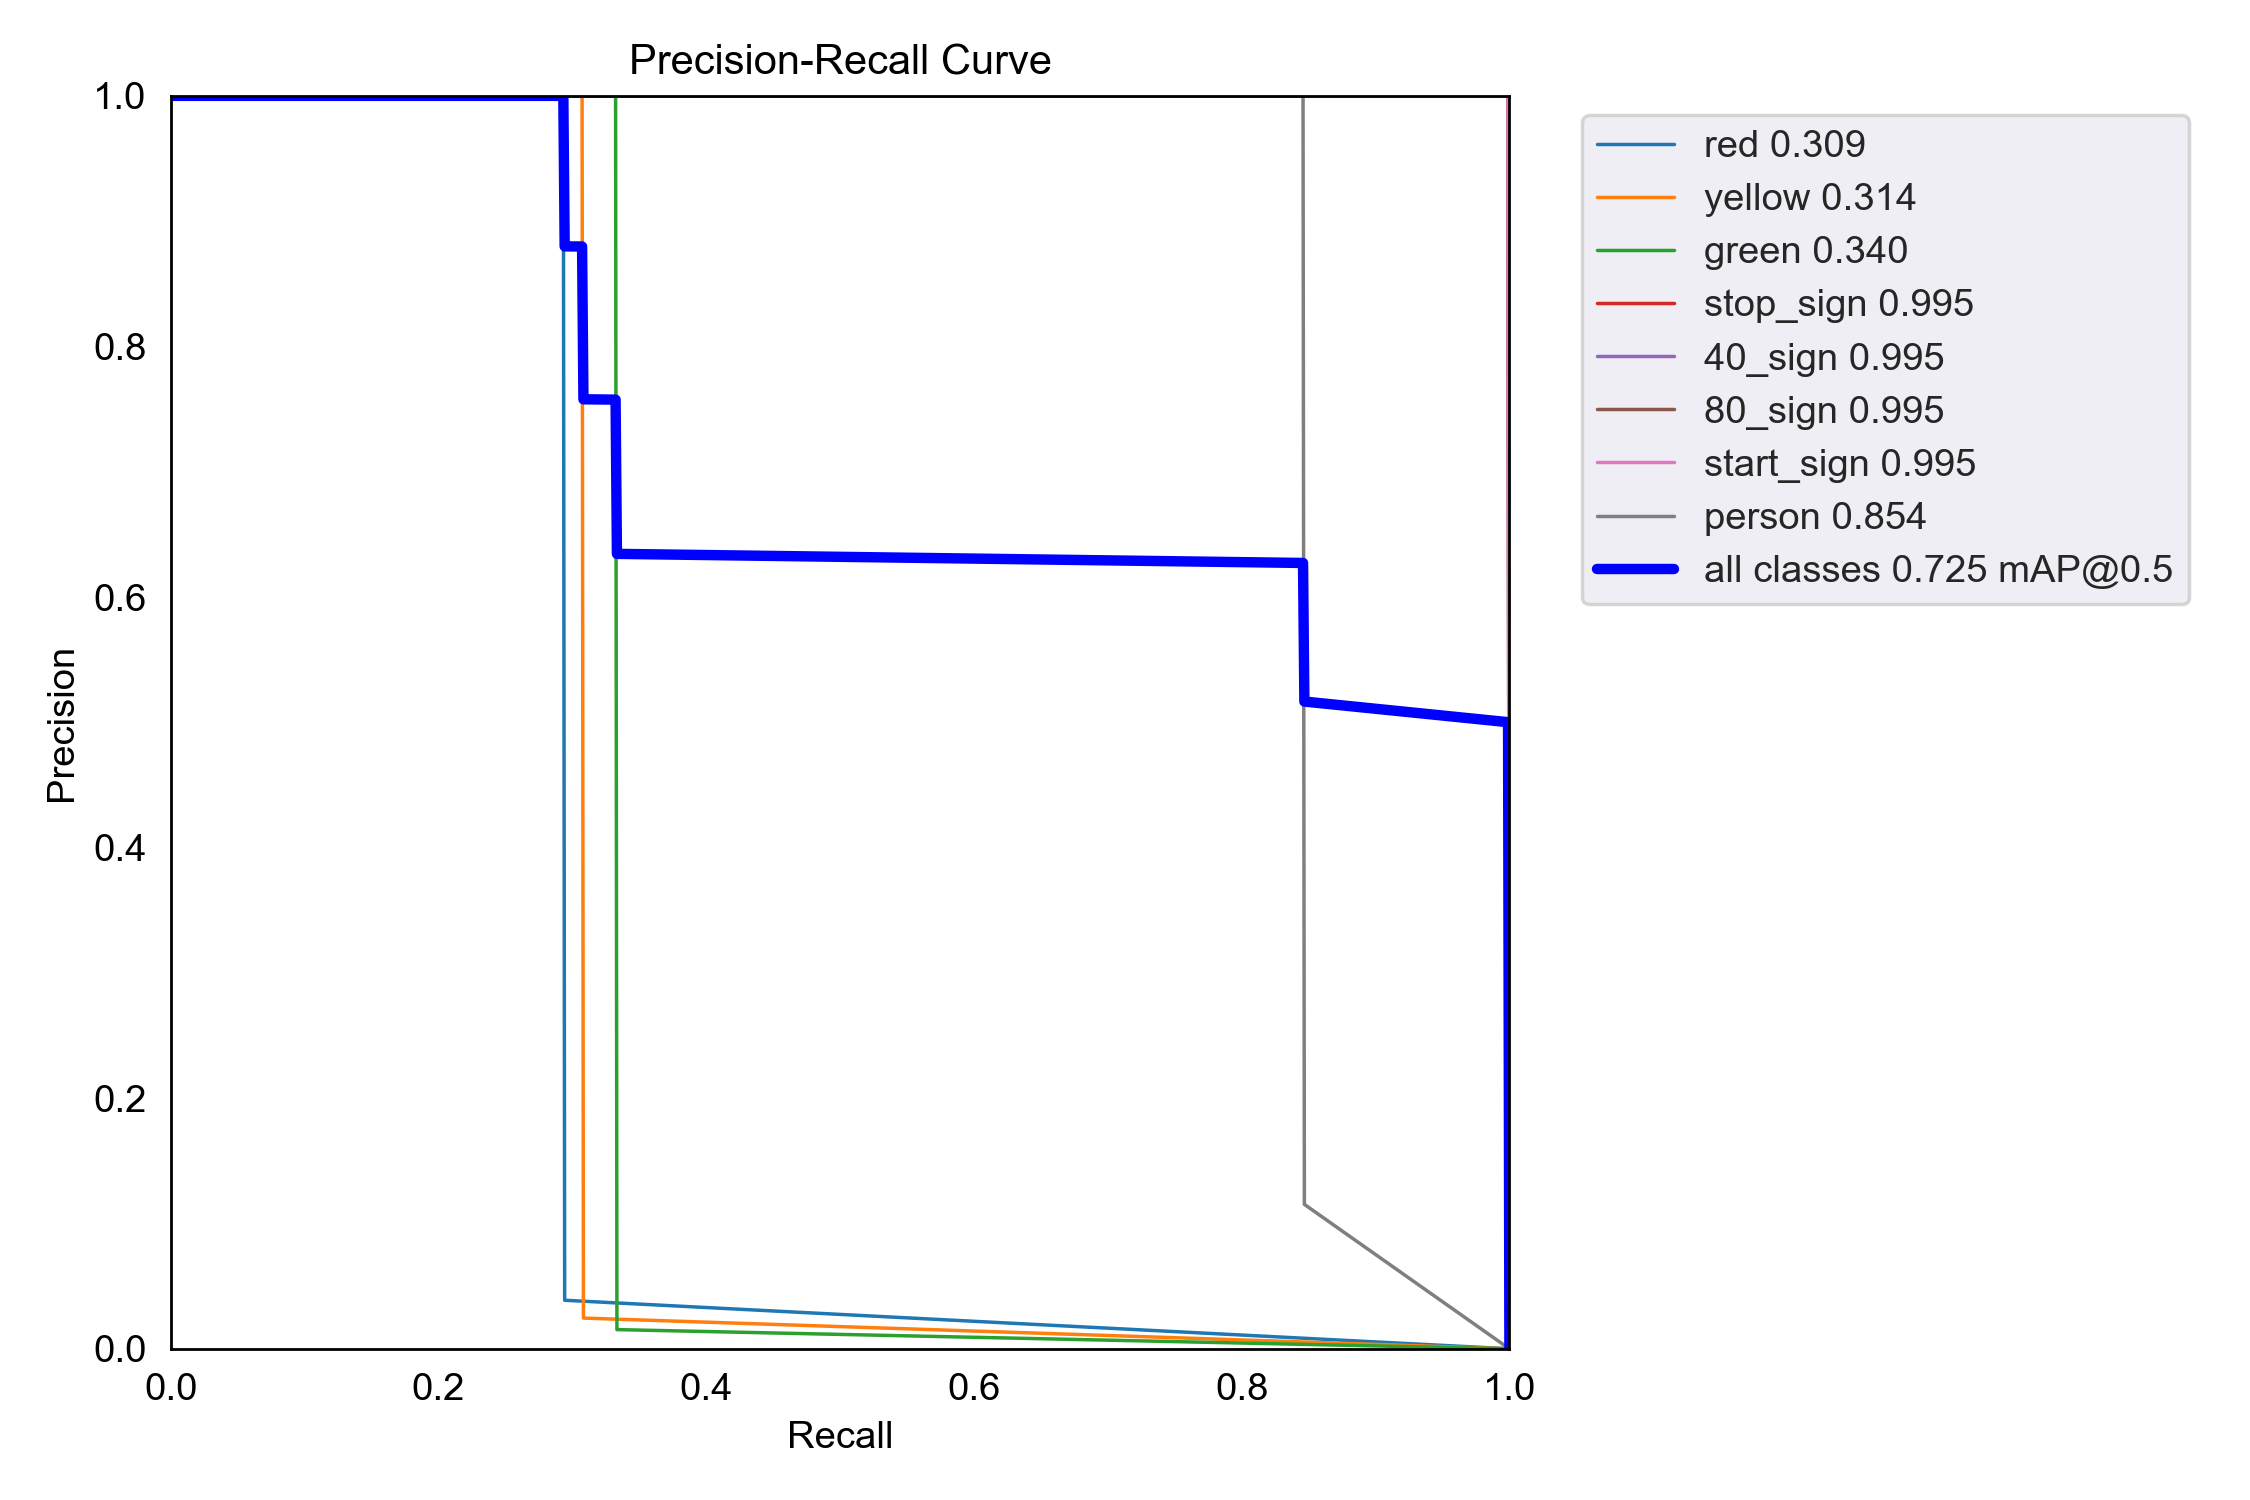 Precision-Recall Curve
1.0
0.8
0.6
0.4
0.2
0.0
Precision
0.0 0.2 0.4 0.6 0.8 1.0
Recall
red 0.309
yellow 0.314
green 0.340
stop_sign 0.995
40_sign 0.995
80_sign 0.995
start_sign 0.995
person 0.854
all classes 0.725 mAP@0.5